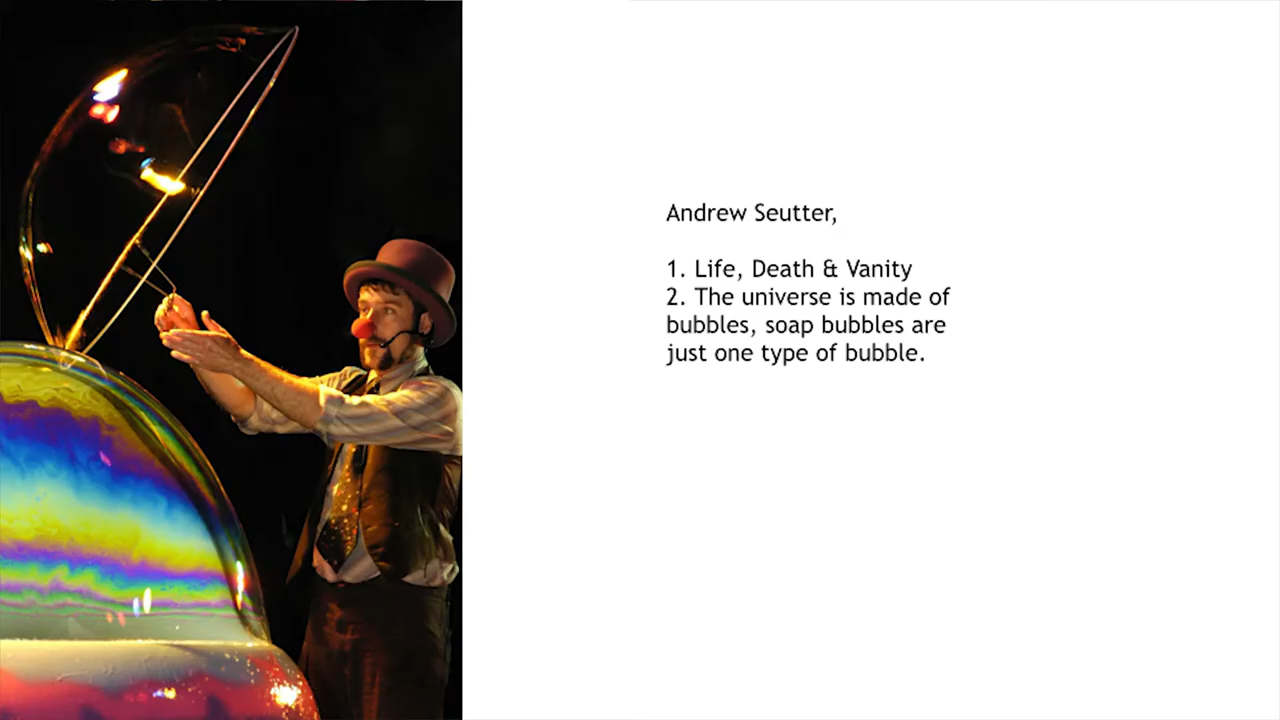 Andrew Seutter,
1. Life, Death & Vanity
2. The universe is made of
bubbles, soap bubbles are
just one type of bubble.